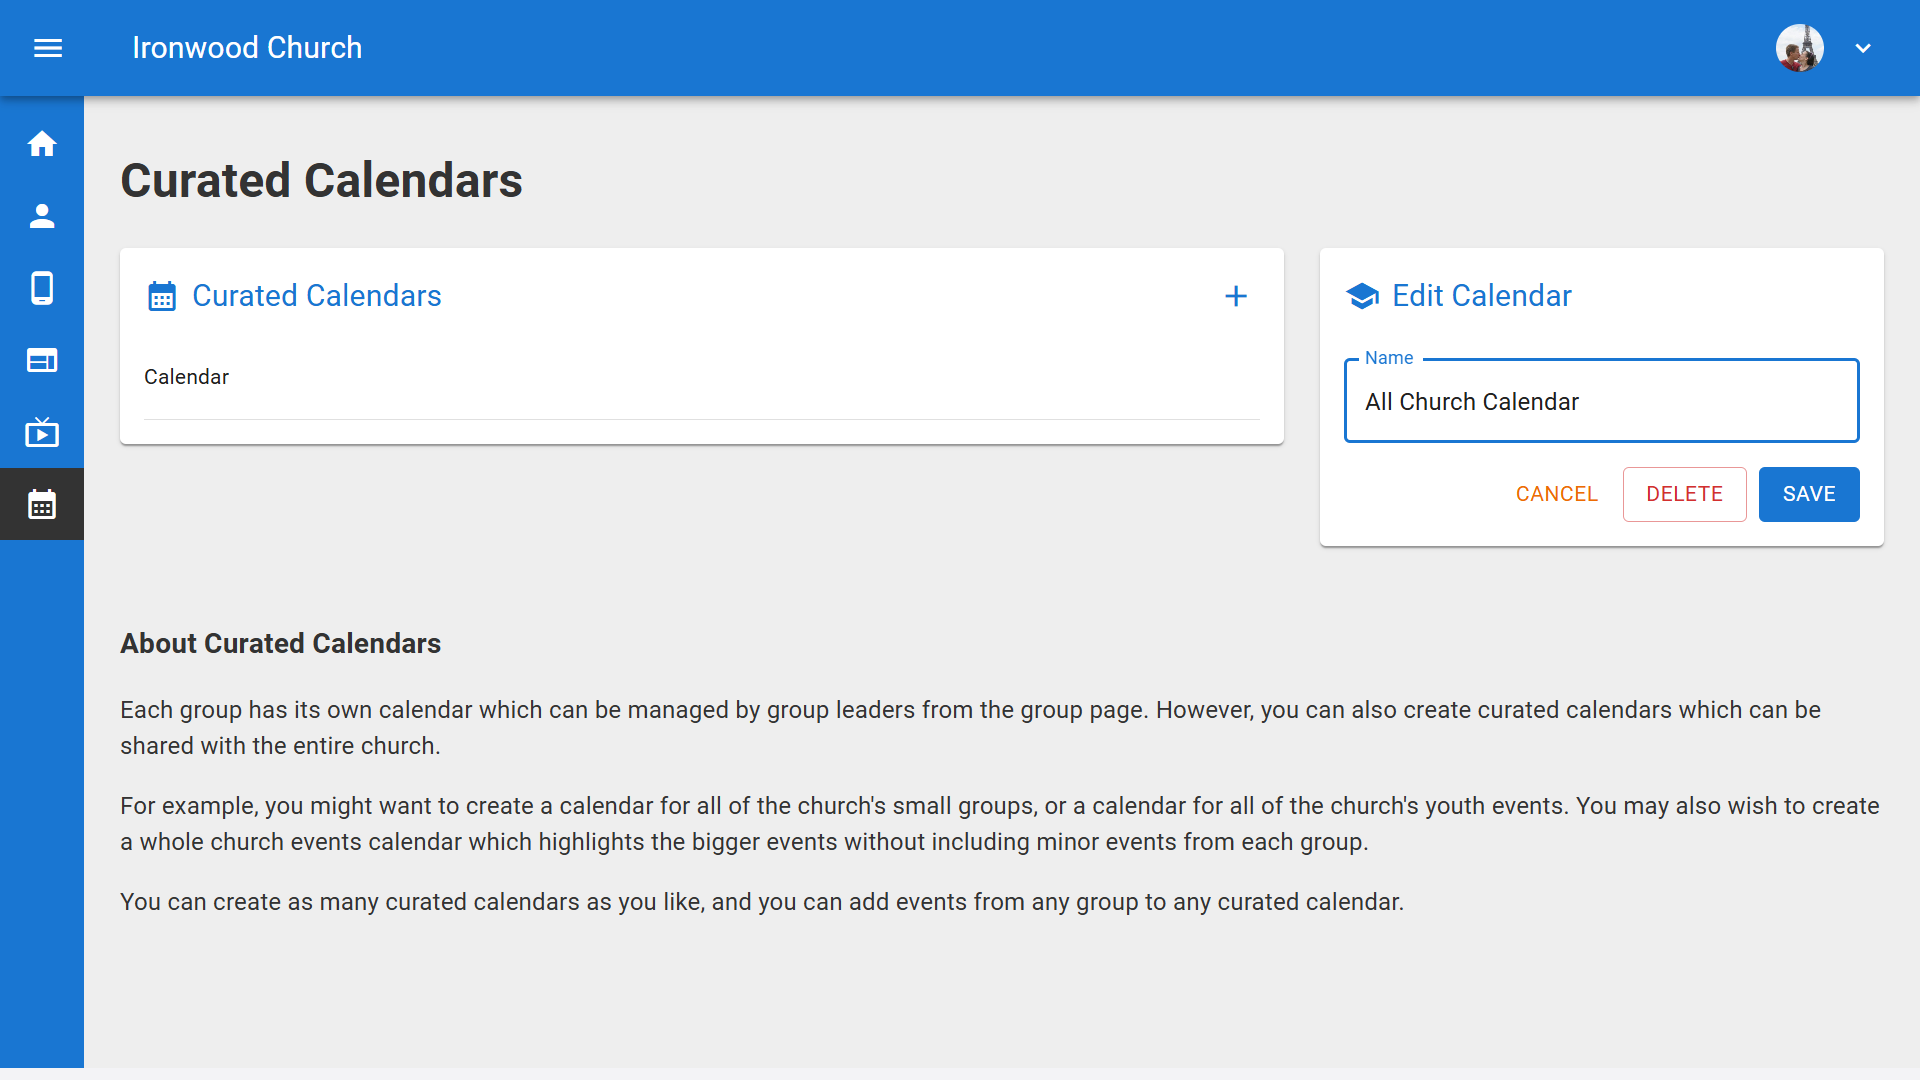 Ironwood Church
Curated Calendars
Curated Calendars
Calendar
Edit Calendar
Name
All Church Calendar
CANCEL
DELETE
SAVE
About Curated Calendars
Each group has its own calendar which can be managed by group leaders from the group page. However, you can also create curated calendars which can be
shared with the entire church.
For example, you might want to create a calendar for all of the church's small groups, or a calendar for all of the church's youth events. You may also wish to create
a whole church events calendar which highlights the bigger events without including minor events from each group.
You can create as many curated calendars as you like, and you can add events from any group to any curated calendar.